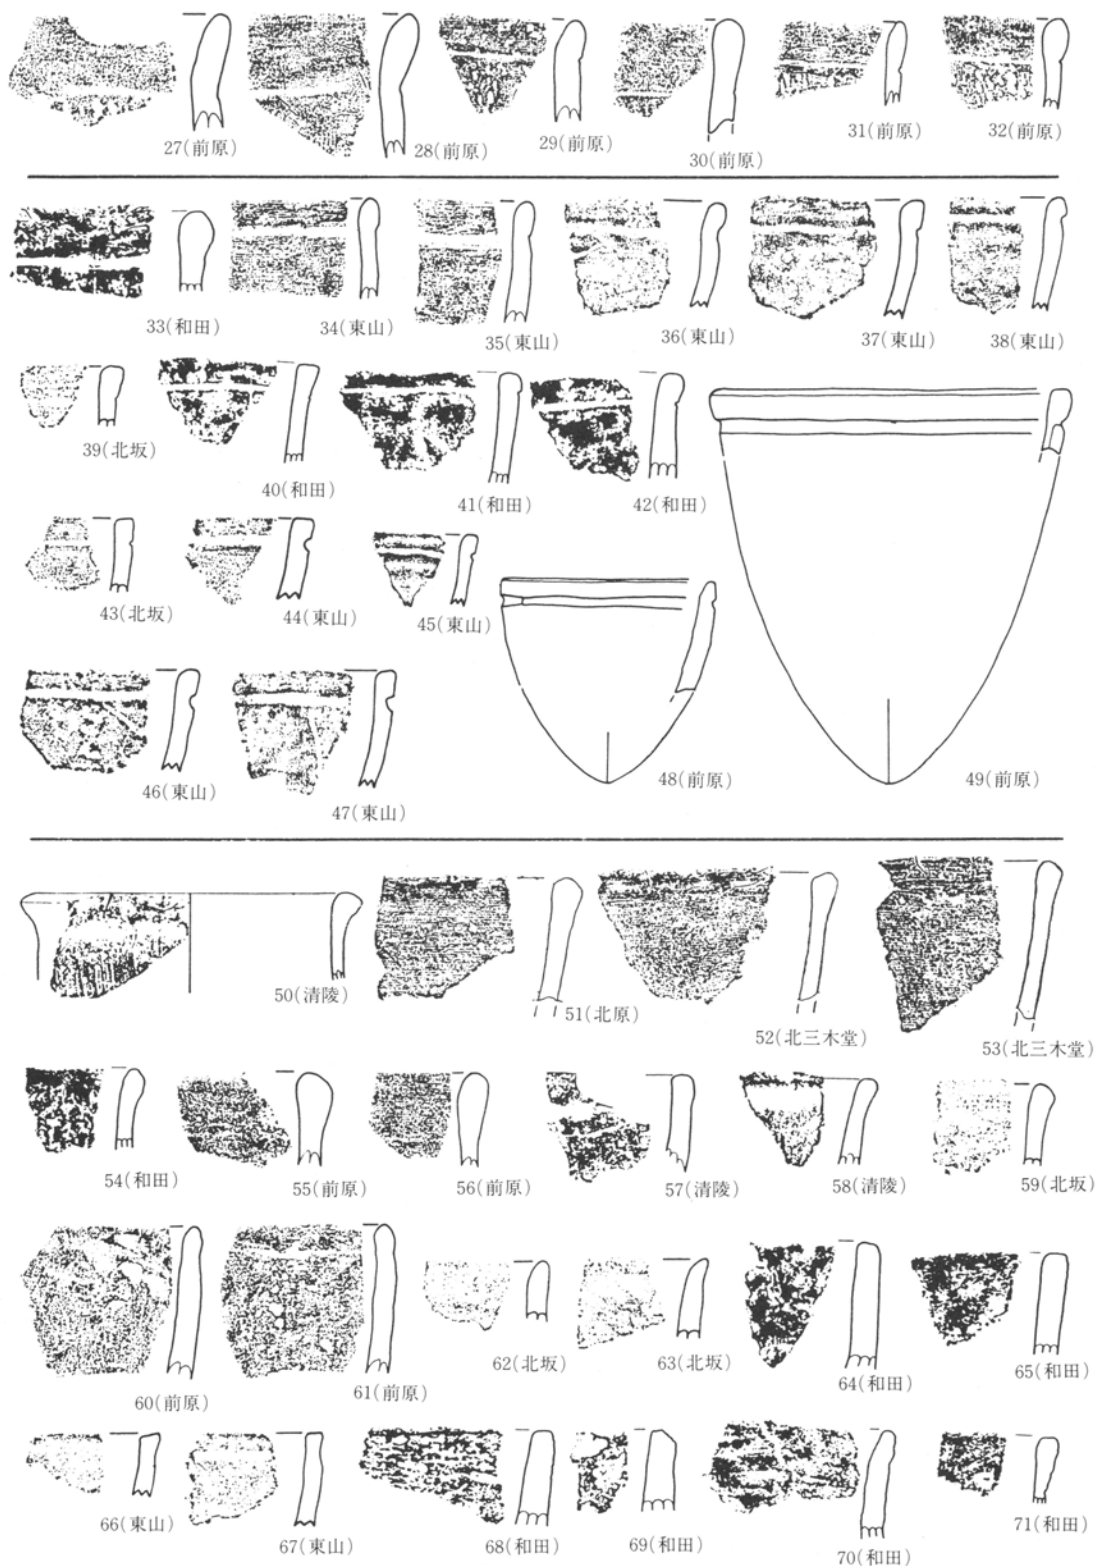 27(前原)
28(前原)
29(前原)
30(前原)
31(前原)
32(前原)
33(和田)
34(東山)
35(東山)
36(東山)
37(東山)
38(東山)
39(北坂)
40(和田)
41(和田)
42(和田)
43(北坂)
44(東山)
45(東山)
46(東山)
47(東山)
48(前原)
49(前原)
50(清陵)
51(北原)
52(北三木堂)
53(北三木堂)
54(和田)
55(前原)
56(前原)
57(清陵)
58(清陵)
59(北坂)
60(前原)
61(前原)
62(北坂)
63(北坂)
64(和田)
65(和田)
66(東山)
67(東山)
68(和田)
69(和田)
70(和田)
71(和田)